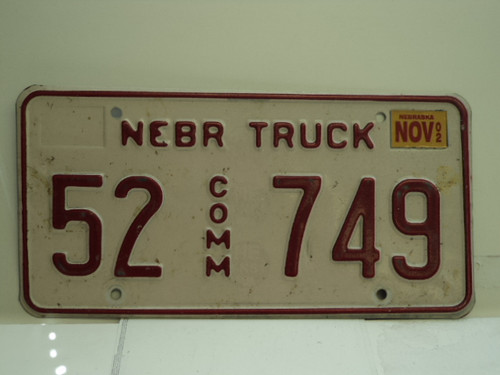 NEBRASKA
NOV 02
NEBR TRUCK
52 COMM 749